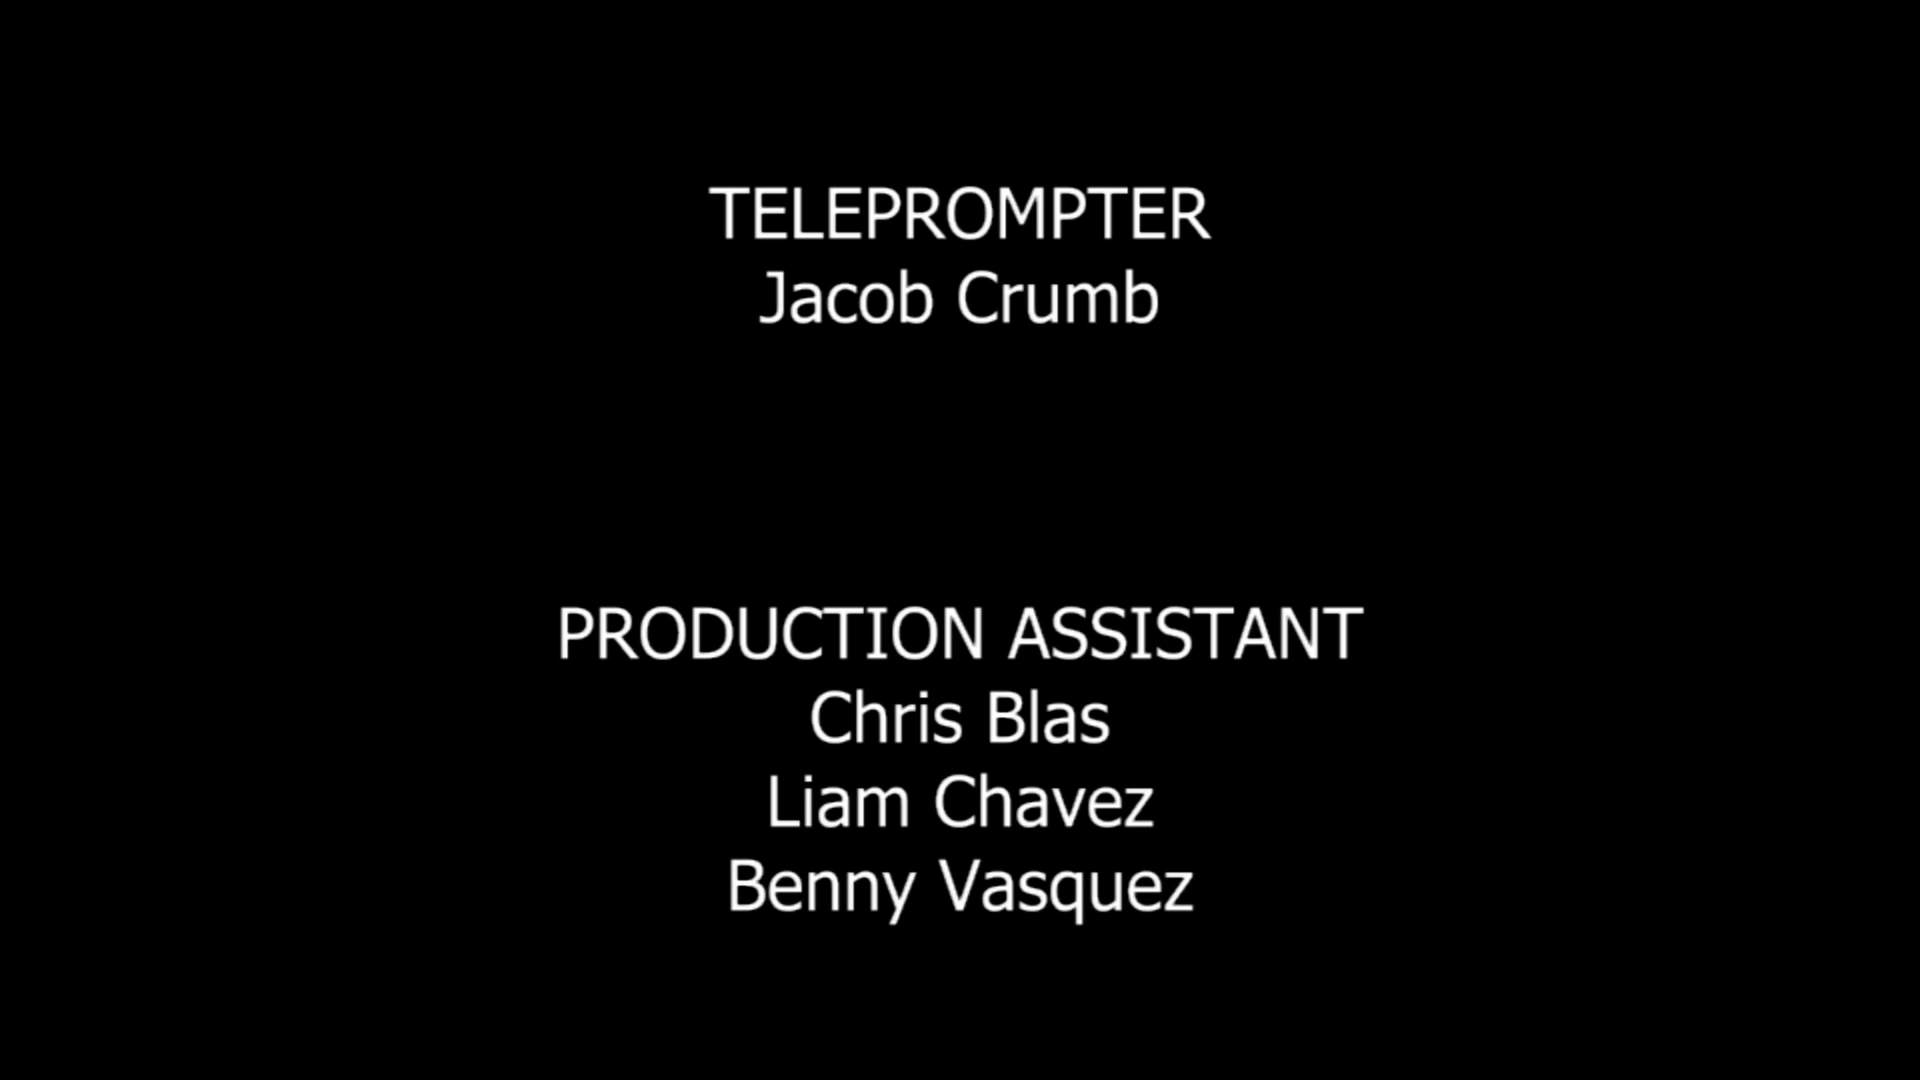 TELEPROMPTER
Jacob Crumb
PRODUCTION ASSISTANT
Chris Blas
Liam Chavez
Benny Vasquez